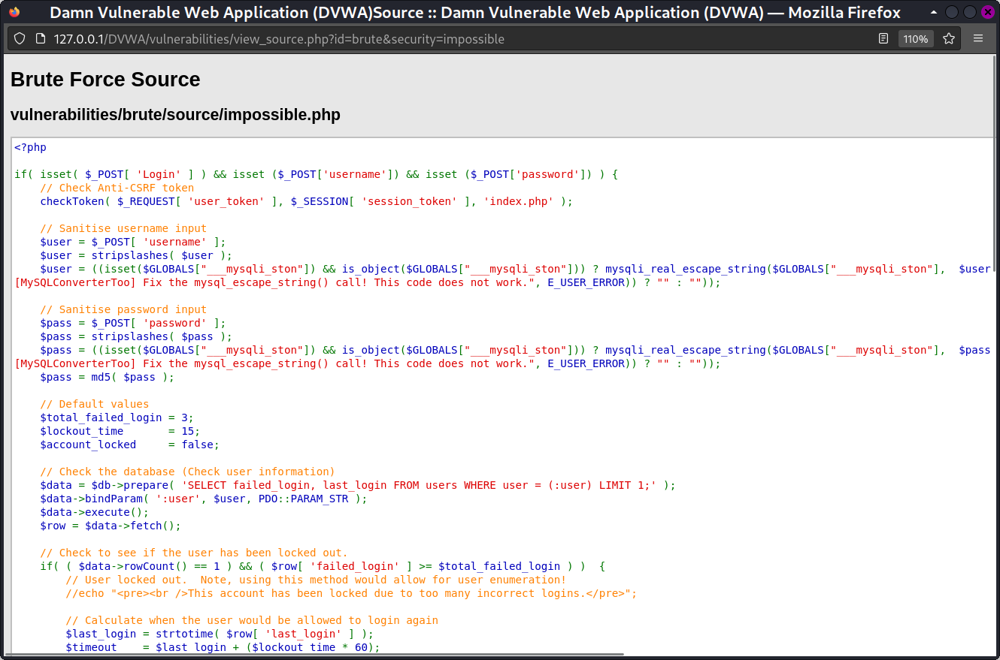 Damn Vulnerable Web Application (DVWA)Source :: Damn Vulnerable Web Application (DVWA) — Mozilla Firefox
127.0.0.1/DVWA/vulnerabilities/view_source.php?id=brute&security=impossible
110%
Brute Force Source
vulnerabilities/brute/source/impossible.php
<?php
if( isset( $_POST[ 'Login' ] ) && isset ($_POST['username']) && isset ($_POST['password']) ) {
    // Check Anti-CSRF token
    checkToken( $_REQUEST[ 'user_token' ], $_SESSION[ 'session_token' ], 'index.php' );
    // Sanitise username input
    $user = $_POST[ 'username' ];
    $user = stripslashes( $user );
    $user = ((isset($GLOBALS["___mysqli_ston"]) && is_object($GLOBALS["___mysqli_ston"])) ? mysqli_real_escape_string($GLOBALS["___mysqli_ston"],  $user
[MySQLConverterToo] Fix the mysql_escape_string() call! This code does not work.", E_USER_ERROR)) ? "" : ""));
    // Sanitise password input
    $pass = $_POST[ 'password' ];
    $pass = stripslashes( $pass );
    $pass = ((isset($GLOBALS["___mysqli_ston"]) && is_object($GLOBALS["___mysqli_ston"])) ? mysqli_real_escape_string($GLOBALS["___mysqli_ston"],  $pass
[MySQLConverterToo] Fix the mysql_escape_string() call! This code does not work.", E_USER_ERROR)) ? "" : ""));
    $pass = md5( $pass );
    // Default values
    $total_failed_login = 3;
    $lockout_time       = 15;
    $account_locked     = false;
    // Check the database (Check user information)
    $data = $db->prepare( 'SELECT failed_login, last_login FROM users WHERE user = (:user) LIMIT 1;' );
    $data->bindParam( ':user', $user, PDO::PARAM_STR );
    $data->execute();
    $row = $data->fetch();
    // Check to see if the user has been locked out.
    if( ( $data->rowCount() == 1 ) && ( $row[ 'failed_login' ] >= $total_failed_login ) )  {
        // User locked out.  Note, using this method would allow for user enumeration!
        //echo "<pre><br />This account has been locked due to too many incorrect logins.</pre>";
        // Calculate when the user would be allowed to login again
        $last_login = strtotime( $row[ 'last_login' ] );
        $timeout    = $last_login + ($lockout_time * 60);